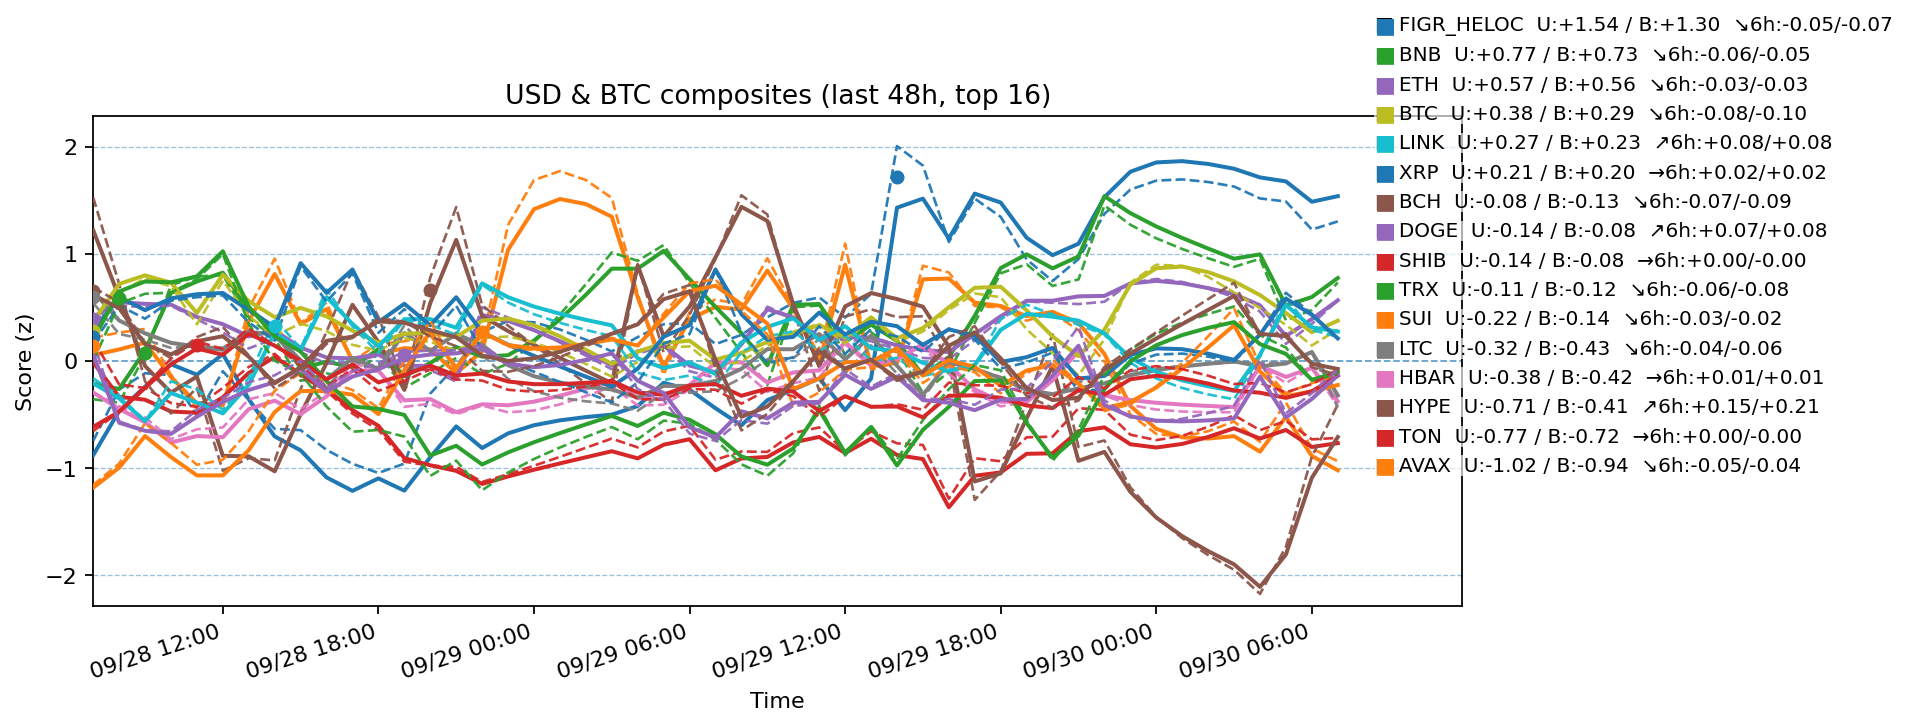 FIGR_HELOC U:+1.54 / B:+1.30 ↘6h:-0.05/-0.07
BNB U:+0.77 / B:+0.73 ↘6h:-0.06/-0.05
ETH U:+0.57 / B:+0.56 ↘6h:-0.03/-0.03
BTC U:+0.38 / B:+0.29 ↘6h:-0.08/-0.10
LINK U:+0.27 / B:+0.23 ↗6h:+0.08/+0.08
XRP U:+0.21 / B:+0.20 →6h:+0.02/+0.02
BCH U:-0.08 / B:-0.13 ↘6h:-0.07/-0.09
DOGE U:-0.14 / B:-0.08 ↗6h:+0.07/+0.08
SHIB U:-0.14 / B:-0.08 →6h:+0.00/-0.00
TRX U:-0.11 / B:-0.12 ↘6h:-0.06/-0.08
SUI U:-0.22 / B:-0.14 ↘6h:-0.03/-0.02
LTC U:-0.32 / B:-0.43 ↘6h:-0.04/-0.06
HBAR U:-0.38 / B:-0.42 →6h:+0.01/+0.01
HYPE U:-0.71 / B:-0.41 ↗6h:+0.15/+0.21
TON U:-0.77 / B:-0.72 →6h:+0.00/-0.00
AVAX U:-1.02 / B:-0.94 ↘6h:-0.05/-0.04
USD & BTC composites (last 48h, top 16)
Score (z)
2
1
0
−1
−2
09/28 12:00
09/28 18:00
09/29 00:00
09/29 06:00
09/29 12:00
09/29 18:00
09/30 00:00
09/30 06:00
Time